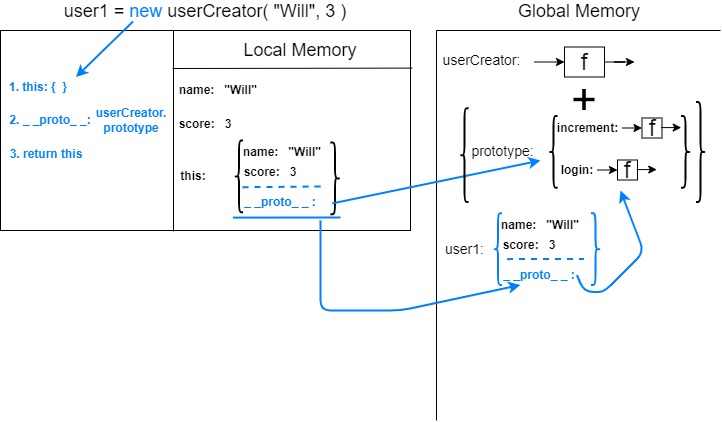 user1 = new userCreator( "Will", 3 )
1. this: { }
2. _ _proto_ _: userCreator.
prototype
3. return this
Local Memory
name: "Will"
score: 3
this:
name: "Will"
score: 3
_ _proto_ _ :
Global Memory
userCreator: f
+
prototype:
increment: f
login: f
user1:
name: "Will"
score: 3
_ _proto_ _ :